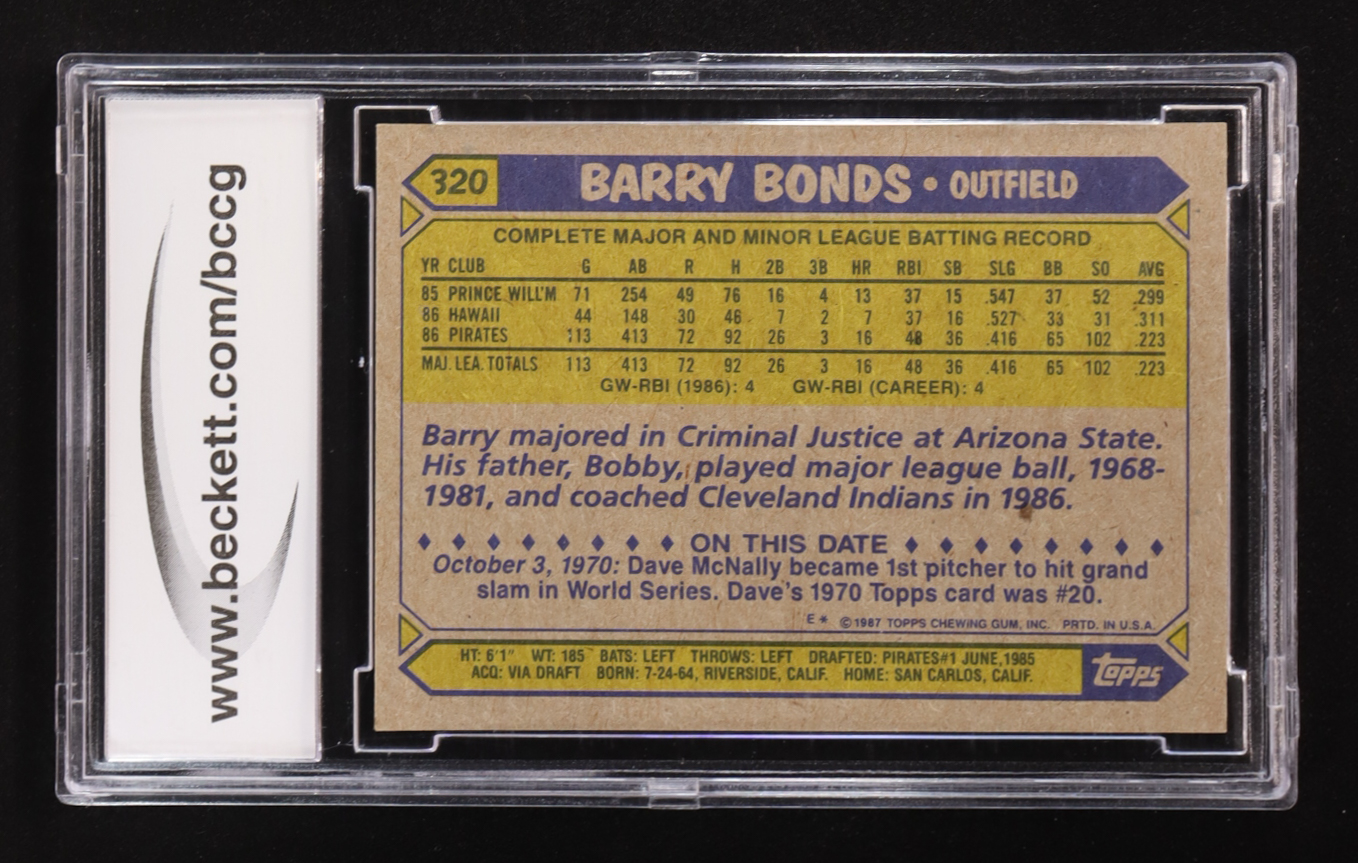 www.beckett.com/bccg
320 BARRY BONDS • OUTFIELD
COMPLETE MAJOR AND MINOR LEAGUE BATTING RECORD
YR CLUB G AB R H 2B 3B HR RBI SB SLG BB SO AVG
85 PRINCE WILL'M 71 254 49 76 16 4 13 37 15 .547 37 52 .299
86 HAWAII 44 148 30 46 7 2 7 37 16 .527 33 31 .311
86 PIRATES 113 413 72 92 26 3 16 48 36 .416 65 102 .223
MAJ. LEA. TOTALS 113 413 72 92 26 3 16 48 36 .416 65 102 .223
GW-RBI (1986): 4 GW-RBI (CAREER): 4
Barry majored in Criminal Justice at Arizona State.
His father, Bobby, played major league ball, 1968-
1981, and coached Cleveland Indians in 1986.
♦ ♦ ♦ ♦ ♦ ♦ ♦ ♦ ♦ ON THIS DATE ♦ ♦ ♦ ♦ ♦ ♦ ♦ ♦ ♦
October 3, 1970: Dave McNally became 1st pitcher to hit grand
slam in World Series. Dave's 1970 Topps card was #20.
E* © 1987 TOPPS CHEWING GUM, INC. PRTD. IN U.S.A.
HT: 6'1" WT: 185 BATS: LEFT THROWS: LEFT DRAFTED: PIRATES#1 JUNE, 1985
ACQ: VIA DRAFT BORN: 7-24-64, RIVERSIDE, CALIF. HOME: SAN CARLOS, CALIF.
topps